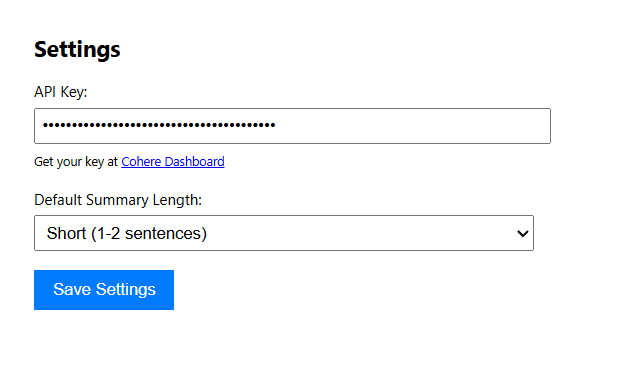 Settings
API Key:
••••••••••••••••••••••••••••••••••••••••
Get your key at Cohere Dashboard
Default Summary Length:
Short (1-2 sentences)
Save Settings